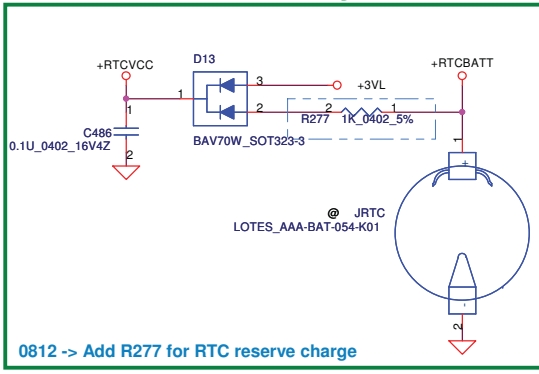 D13
+RTCVCC
+RTCBATT
1
3
+3VL
1
2
R277
2
1K_0402_5%
1
C486
0.1U_0402_16V4Z
2
BAV70W_SOT323-3
1
+
@ JRTC
LOTES_AAA-BAT-054-K01
-
2
0812 -> Add R277 for RTC reserve charge